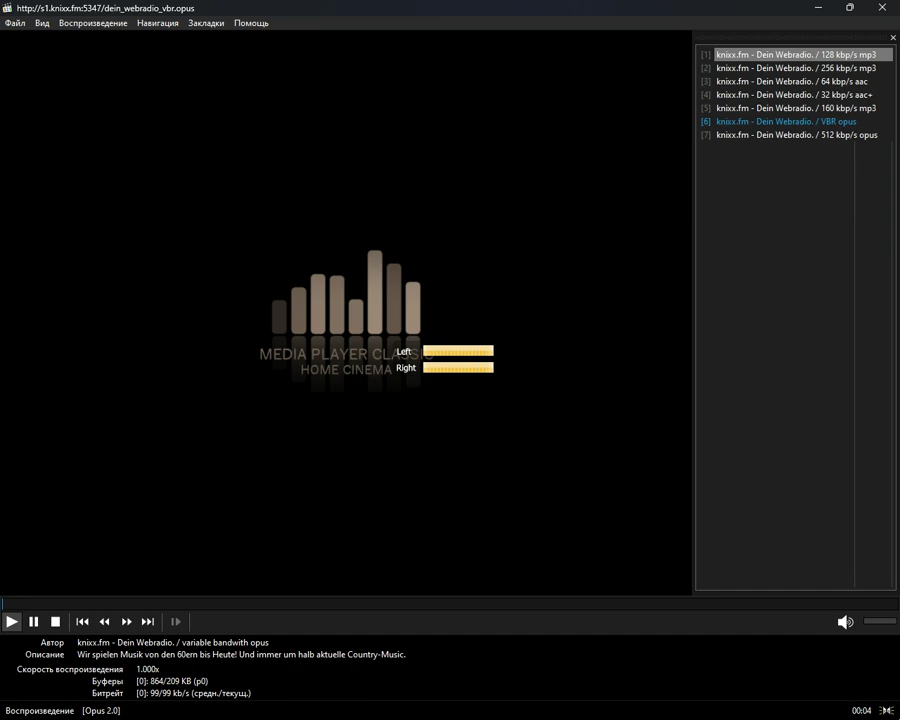 http://s1.knixx.fm:5347/dein_webradio_vbr.opus
Файл Вид Воспроизведение Навигация Закладки Помощь
[1] knixx.fm - Dein Webradio. / 128 kbp/s mp3
[2] knixx.fm - Dein Webradio. / 256 kbp/s mp3
[3] knixx.fm - Dein Webradio. / 64 kbp/s aac
[4] knixx.fm - Dein Webradio. / 32 kbp/s aac+
[5] knixx.fm - Dein Webradio. / 160 kbp/s mp3
[6] knixx.fm - Dein Webradio. / VBR opus
[7] knixx.fm - Dein Webradio. / 512 kbp/s opus
MEDIA PLAYER CLASSIC
HOME CINEMA
Left
Right
Автор knixx.fm - Dein Webradio. / variable bandwith opus
Описание Wir spielen Musik von den 60ern bis Heute! Und immer um halb aktuelle Country-Music.
Скорость воспроизведения 1.000x
Буферы [0]: 864/209 KB (p0)
Битрейт [0]: 99/99 kb/s (средн./текущ.)
Воспроизведение [Opus 2.0] 00:04